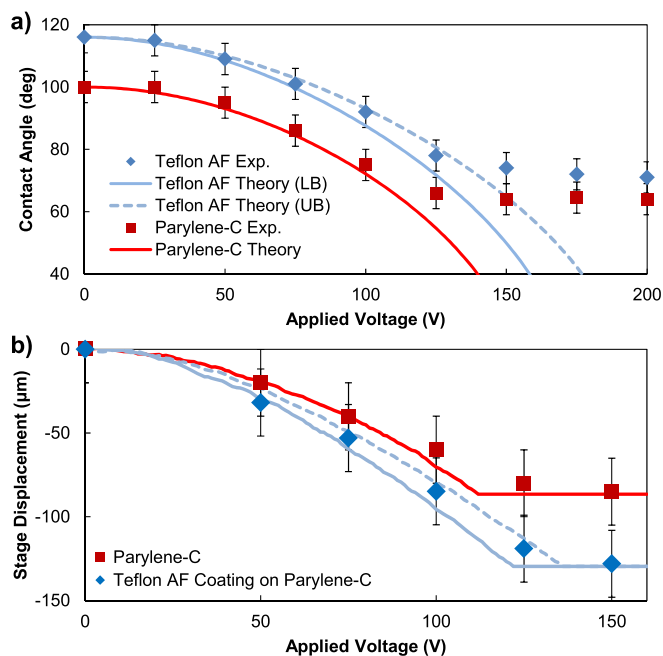 a)
120
100
80
60
40
Contact Angle (deg)
Teflon AF Exp.
Teflon AF Theory (LB)
Teflon AF Theory (UB)
Parylene-C Exp.
Parylene-C Theory
0
50
100
150
200
Applied Voltage (V)
b)
0
-50
-100
-150
Stage Displacement (µm)
Parylene-C
Teflon AF Coating on Parylene-C
0
50
100
150
Applied Voltage (V)